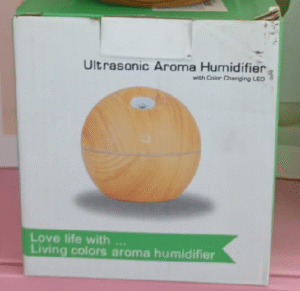 Ultrasonic Aroma Humidifier
with Color Changing LED
Love life with ...
Living colors aroma humidifier